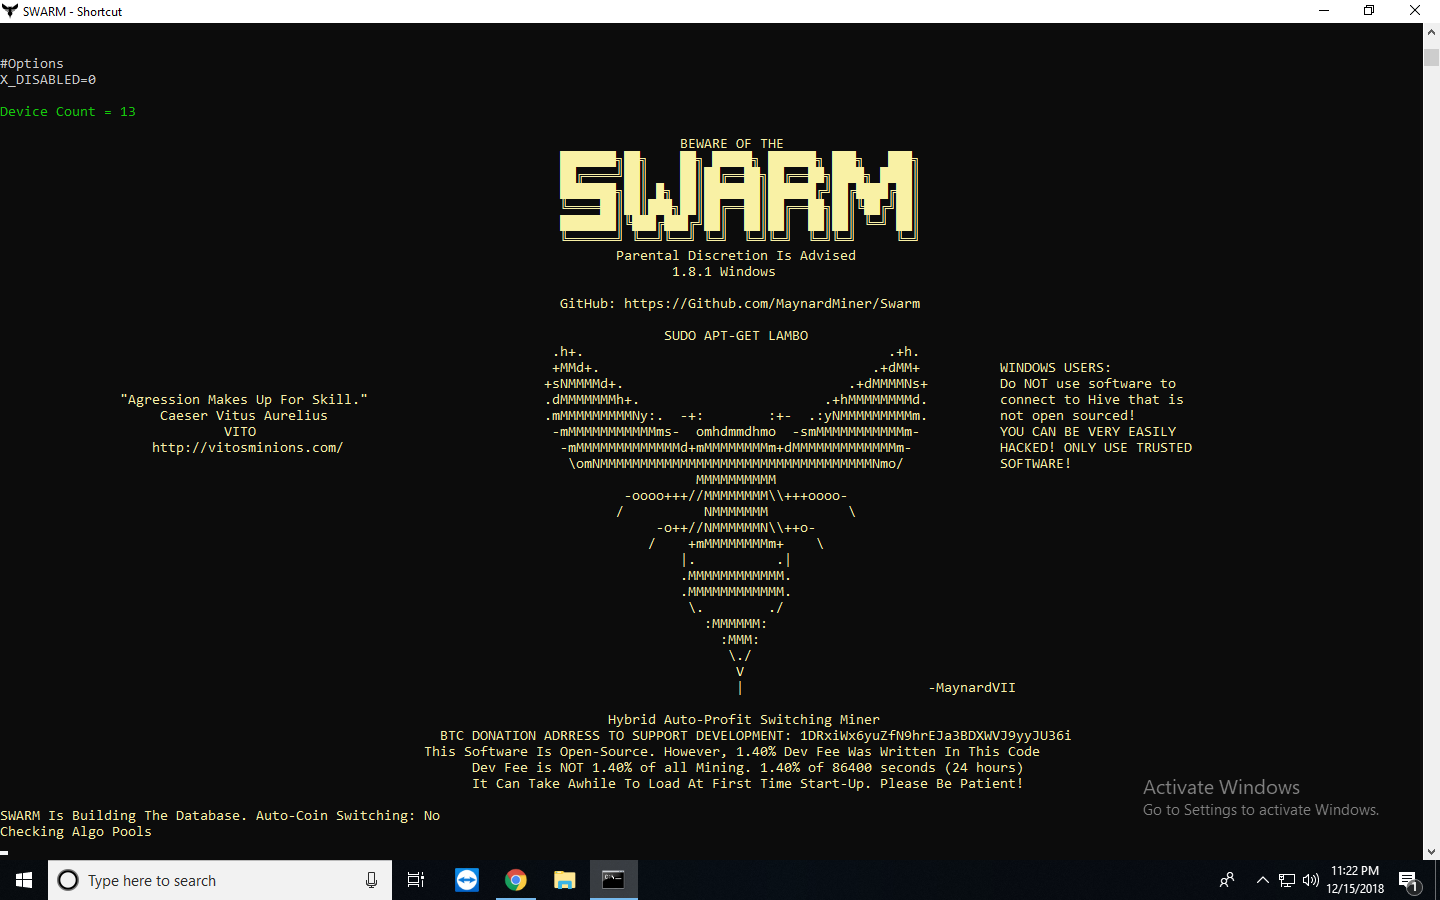 SWARM - Shortcut
#Options
X_DISABLED=0
Device Count = 13
BEWARE OF THE
SWARM
Parental Discretion Is Advised
1.8.1 Windows
GitHub: https://Github.com/MaynardMiner/Swarm
SUDO APT-GET LAMBO
.h+. .+h.
+MMd+. .+dMM+
+sNMMMMd+. .+dMMMMNs+
.dMMMMMMMh+. .+hMMMMMMMMd.
.mMMMMMMMMMNy:. -+: :+- .:yNMMMMMMMMMm.
-mMMMMMMMMMMMms- omhdmmdhmo -smMMMMMMMMMMMm-
-mMMMMMMMMMMMMMd+mMMMMMMMMm+dMMMMMMMMMMMMMm-
\omNMMMMMMMMMMMMMMMMMMMMMMMMMMMMMMMMMMNmo/
MMMMMMMMMM
-oooo+++//MMMMMMMM\\+++oooo-
/ NMMMMMMM \
-o++//NMMMMMMN\\++o-
/ +mMMMMMMMMm+ \
|. .|
.MMMMMMMMMMMM.
.MMMMMMMMMMMM.
\. ./
:MMMMMM:
:MMM:
\./
V
|
"Agression Makes Up For Skill."
Caeser Vitus Aurelius
VITO
http://vitosminions.com/
WINDOWS USERS:
Do NOT use software to
connect to Hive that is
not open sourced!
YOU CAN BE VERY EASILY
HACKED! ONLY USE TRUSTED
SOFTWARE!
-MaynardVII
Hybrid Auto-Profit Switching Miner
BTC DONATION ADRRESS TO SUPPORT DEVELOPMENT: 1DRxiWx6yuZfN9hrEJa3BDXWVJ9yyJU36i
This Software Is Open-Source. However, 1.40% Dev Fee Was Written In This Code
Dev Fee is NOT 1.40% of all Mining. 1.40% of 86400 seconds (24 hours)
It Can Take Awhile To Load At First Time Start-Up. Please Be Patient!
SWARM Is Building The Database. Auto-Coin Switching: No
Checking Algo Pools
Activate Windows
Go to Settings to activate Windows.
Type here to search
11:22 PM
12/15/2018
1